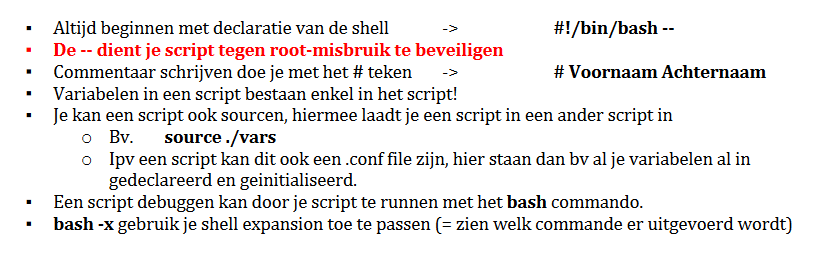 ▪ Altijd beginnen met declaratie van de shell -> #!/bin/bash --
▪ De -- dient je script tegen root-misbruik te beveiligen
▪ Commentaar schrijven doe je met het # teken -> # Voornaam Achternaam
▪ Variabelen in een script bestaan enkel in het script!
▪ Je kan een script ook sourcen, hiermee laadt je een script in een ander script in
o Bv. source ./vars
o Ipv een script kan dit ook een .conf file zijn, hier staan dan bv al je variabelen al in
gedeclareerd en geinitialiseerd.
▪ Een script debuggen kan door je script te runnen met het bash commando.
▪ bash -x gebruik je shell expansion toe te passen (= zien welk commande er uitgevoerd wordt)